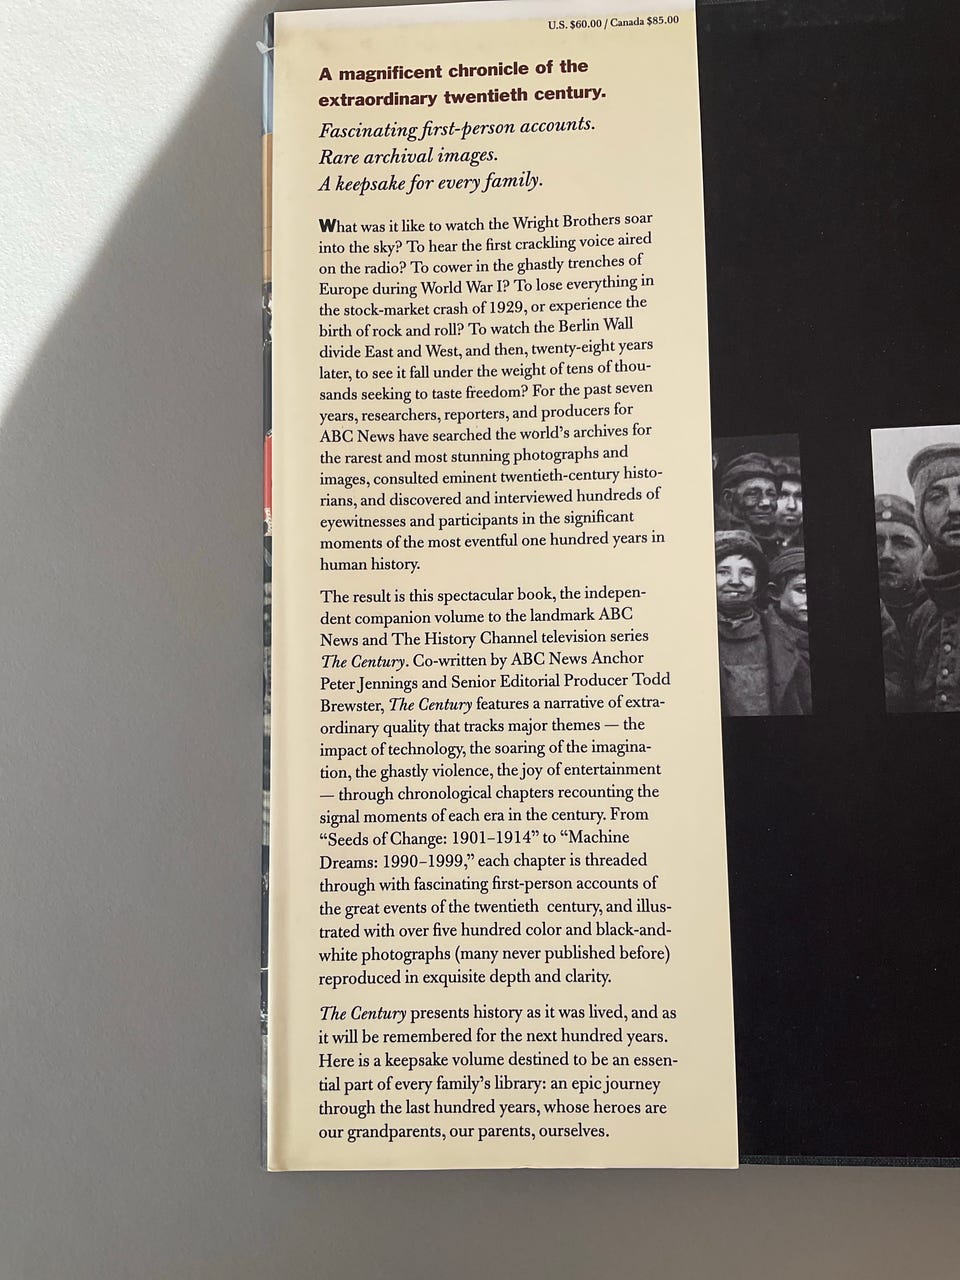 U.S. $60.00 / Canada $85.00
A magnificent chronicle of the
extraordinary twentieth century.
Fascinating first-person accounts.
Rare archival images.
A keepsake for every family.
What was it like to watch the Wright Brothers soar
into the sky? To hear the first crackling voice aired
on the radio? To cower in the ghastly trenches of
Europe during World War I? To lose everything in
the stock-market crash of 1929, or experience the
birth of rock and roll? To watch the Berlin Wall
divide East and West, and then, twenty-eight years
later, to see it fall under the weight of tens of thou-
sands seeking to taste freedom? For the past seven
years, researchers, reporters, and producers for
ABC News have searched the world's archives for
the rarest and most stunning photographs and
images, consulted eminent twentieth-century histo-
rians, and discovered and interviewed hundreds of
eyewitnesses and participants in the significant
moments of the most eventful one hundred years in
human history.
The result is this spectacular book, the indepen-
dent companion volume to the landmark ABC
News and The History Channel television series
The Century. Co-written by ABC News Anchor
Peter Jennings and Senior Editorial Producer Todd
Brewster, The Century features a narrative of extra-
ordinary quality that tracks major themes — the
impact of technology, the soaring of the imagina-
tion, the ghastly violence, the joy of entertainment
— through chronological chapters recounting the
signal moments of each era in the century. From
“Seeds of Change: 1901–1914” to “Machine
Dreams: 1990–1999,” each chapter is threaded
through with fascinating first-person accounts of
the great events of the twentieth century, and illus-
trated with over five hundred color and black-and-
white photographs (many never published before)
reproduced in exquisite depth and clarity.
The Century presents history as it was lived, and as
it will be remembered for the next hundred years.
Here is a keepsake volume destined to be an essen-
tial part of every family's library: an epic journey
through the last hundred years, whose heroes are
our grandparents, our parents, ourselves.